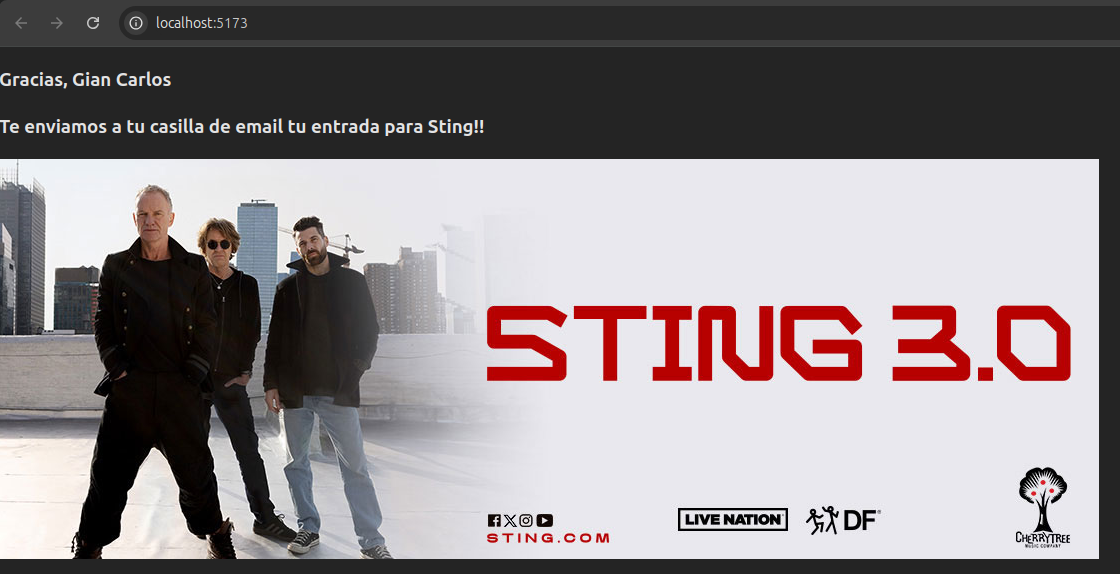 localhost:5173
Gracias, Gian Carlos
Te enviamos a tu casilla de email tu entrada para Sting!!
STING 3.0
STING.COM
LIVE NATION
DF
CHERRYTREE
MUSIC COMPANY